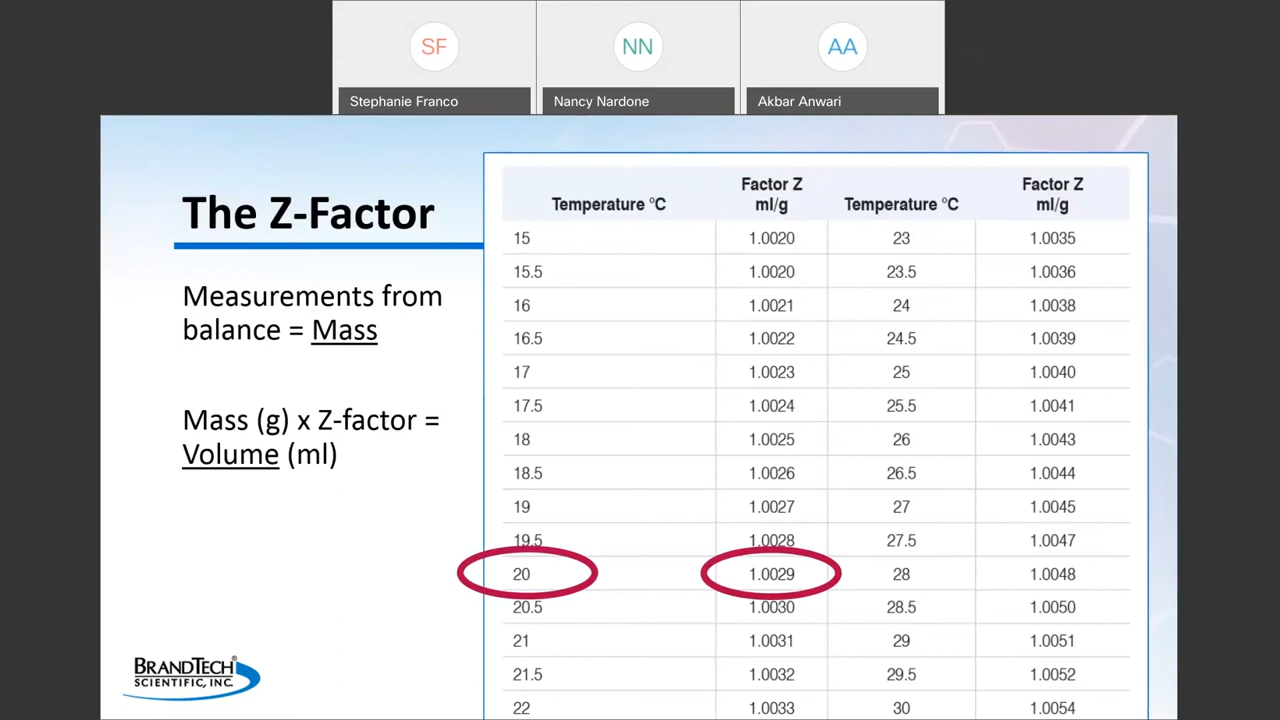 SF NN AA
Stephanie Franco Nancy Nardone Akbar Anwari
The Z-Factor
Measurements from
balance = Mass
Mass (g) x Z-factor =
Volume (ml)
BRANDTECH®
SCIENTIFIC, INC.
Factor Z Factor Z
Temperature °C ml/g Temperature °C ml/g
15 1.0020 23 1.0035
15.5 1.0020 23.5 1.0036
16 1.0021 24 1.0038
16.5 1.0022 24.5 1.0039
17 1.0023 25 1.0040
17.5 1.0024 25.5 1.0041
18 1.0025 26 1.0043
18.5 1.0026 26.5 1.0044
19 1.0027 27 1.0045
19.5 1.0028 27.5 1.0047
20 1.0029 28 1.0048
20.5 1.0030 28.5 1.0050
21 1.0031 29 1.0051
21.5 1.0032 29.5 1.0052
22 1.0033 30 1.0054